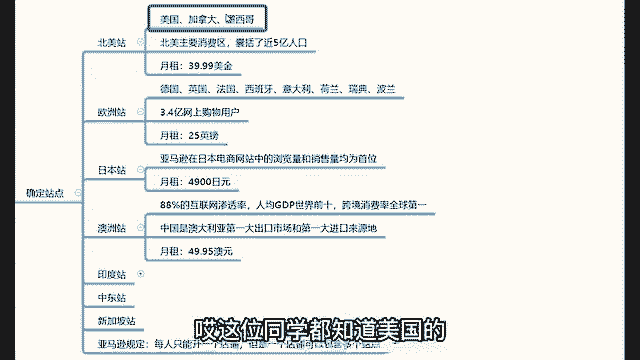 美国、加拿大、墨西哥
北美站
北美主要消费区，囊括了近5亿人口
月租：39.99美金
德国、英国、法国、西班牙、意大利、荷兰、瑞典、波兰
欧洲站
3.4亿网上购物用户
月租：25英镑
亚马逊在日本电商网站中的浏览量和销售量均为首位
日本站
月租：4900日元
确定站点
88%的互联网渗透率，人均GDP世界前十，跨境消费率全球第一
澳洲站
中国是澳大利亚第一大出口市场和第一大进口来源地
月租：49.95澳元
印度站
中东站
新加坡站
哎这位同学都知道美国的
亚马逊规定：每人只能开一个店铺，但是一个店铺可以